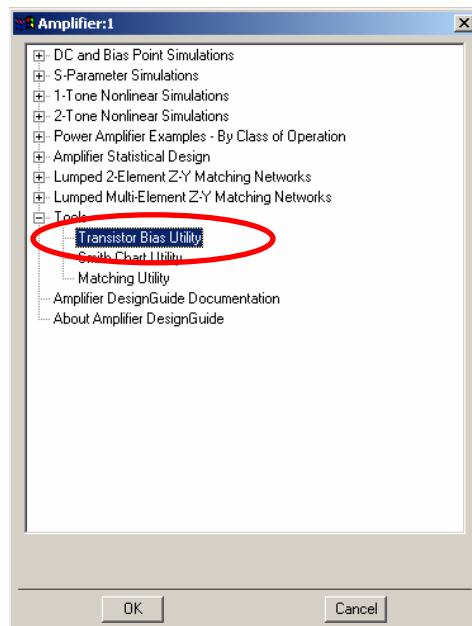 Amplifier:1
DC and Bias Point Simulations
S-Parameter Simulations
1-Tone Nonlinear Simulations
2-Tone Nonlinear Simulations
Power Amplifier Examples - By Class of Operation
Amplifier Statistical Design
Lumped 2-Element Z-Y Matching Networks
Lumped Multi-Element Z-Y Matching Networks
Tools
Transistor Bias Utility
Smith Chart Utility
Matching Utility
Amplifier DesignGuide Documentation
About Amplifier DesignGuide
OK
Cancel